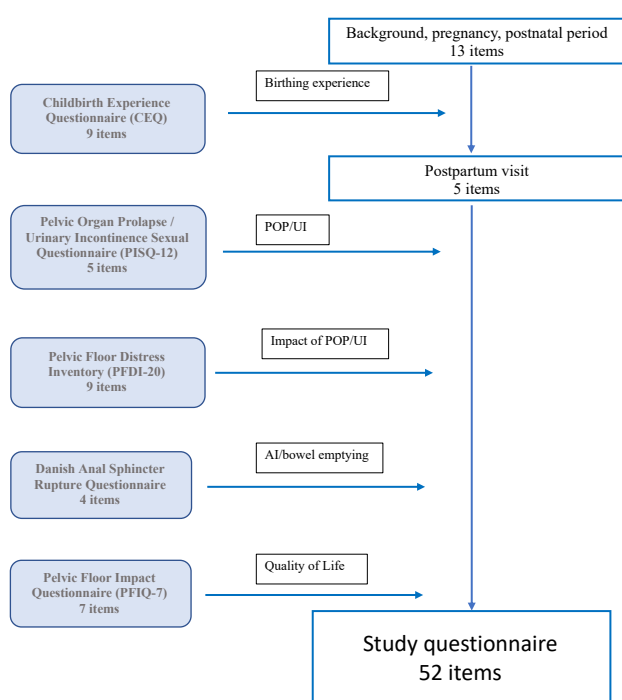 Background, pregnancy, postnatal period
13 items
Birthing experience
Childbirth Experience
Questionnaire (CEQ)
9 items
Postpartum visit
5 items
Pelvic Organ Prolapse /
Urinary Incontinence Sexual
Questionnaire (PISQ-12)
5 items
POP/UI
Impact of POP/UI
Pelvic Floor Distress
Inventory (PFDI-20)
9 items
AI/bowel emptying
Danish Anal Sphincter
Rupture Questionnaire
4 items
Quality of Life
Pelvic Floor Impact
Questionnaire (PFIQ-7)
7 items
Study questionnaire
52 items